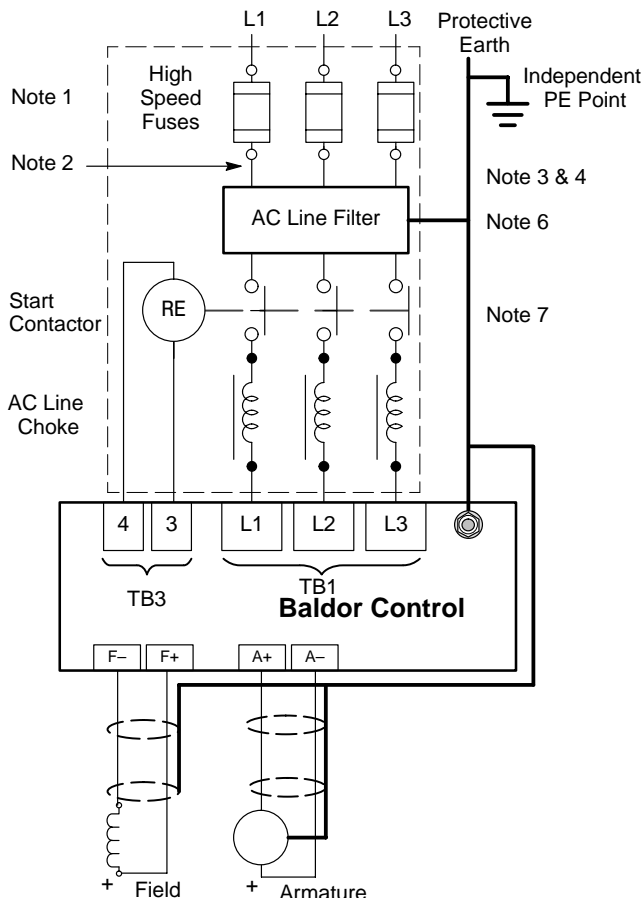 L1 L2 L3
Protective
Earth
High
Speed
Fuses
Independent
PE Point
Note 1
Note 2
Note 3 & 4
AC Line Filter
Note 6
Start
Contactor
RE
Note 7
AC Line
Choke
4 3 L1 L2 L3
TB3
TB1
Baldor Control
F– F+ A+ A–
+ Field
+ Armature